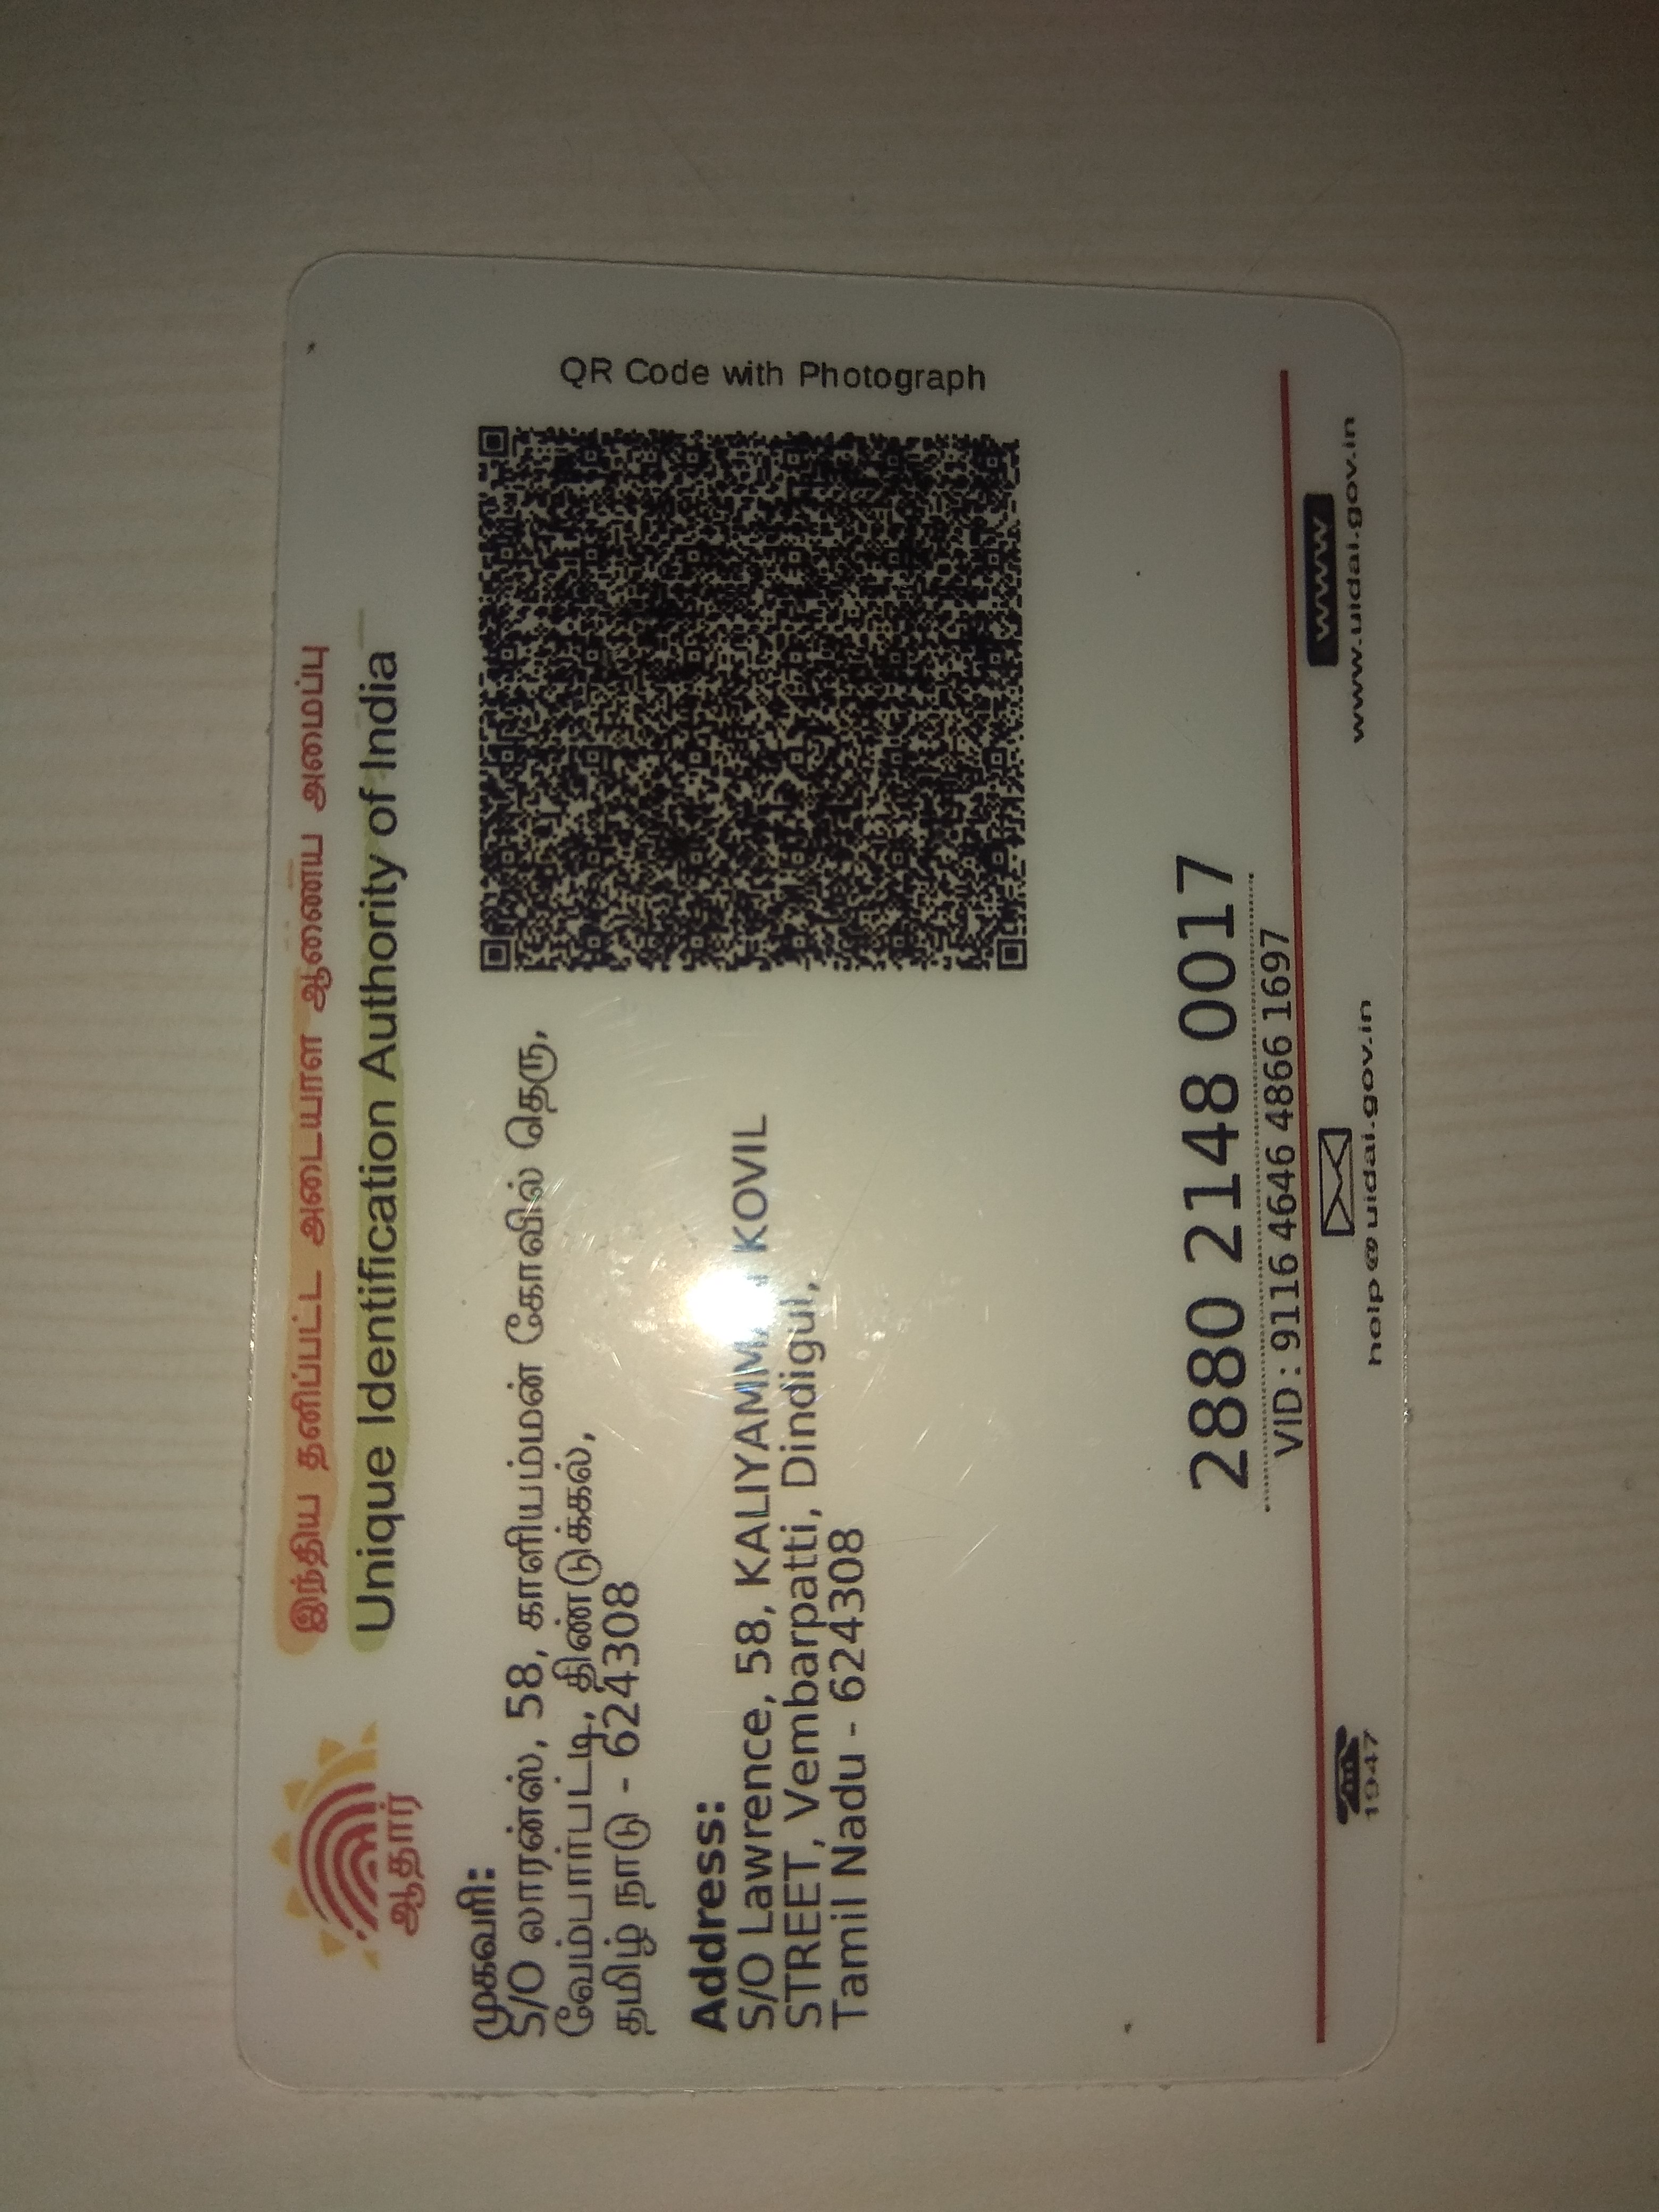 இந்திய தனிப்பட்ட அடையாள ஆணைய அமைப்பு
Unique Identification Authority of India
ஆதார்
முகவரி:
S/O லாரன்ஸ், 58, காளியம்மன் கோவில் தெரு,
வேம்பார்பட்டி, திண்டுக்கல்,
தமிழ் நாடு - 624308
Address:
S/O Lawrence, 58, KOVIL
STREET, Vembarpatti, Dindigul,
Tamil Nadu - 624308
QR Code with Photograph
2880 2148 0017
VID : 9116 4646 4866 1697
1947
help@uidai.gov.in
www
www.uidai.gov.in